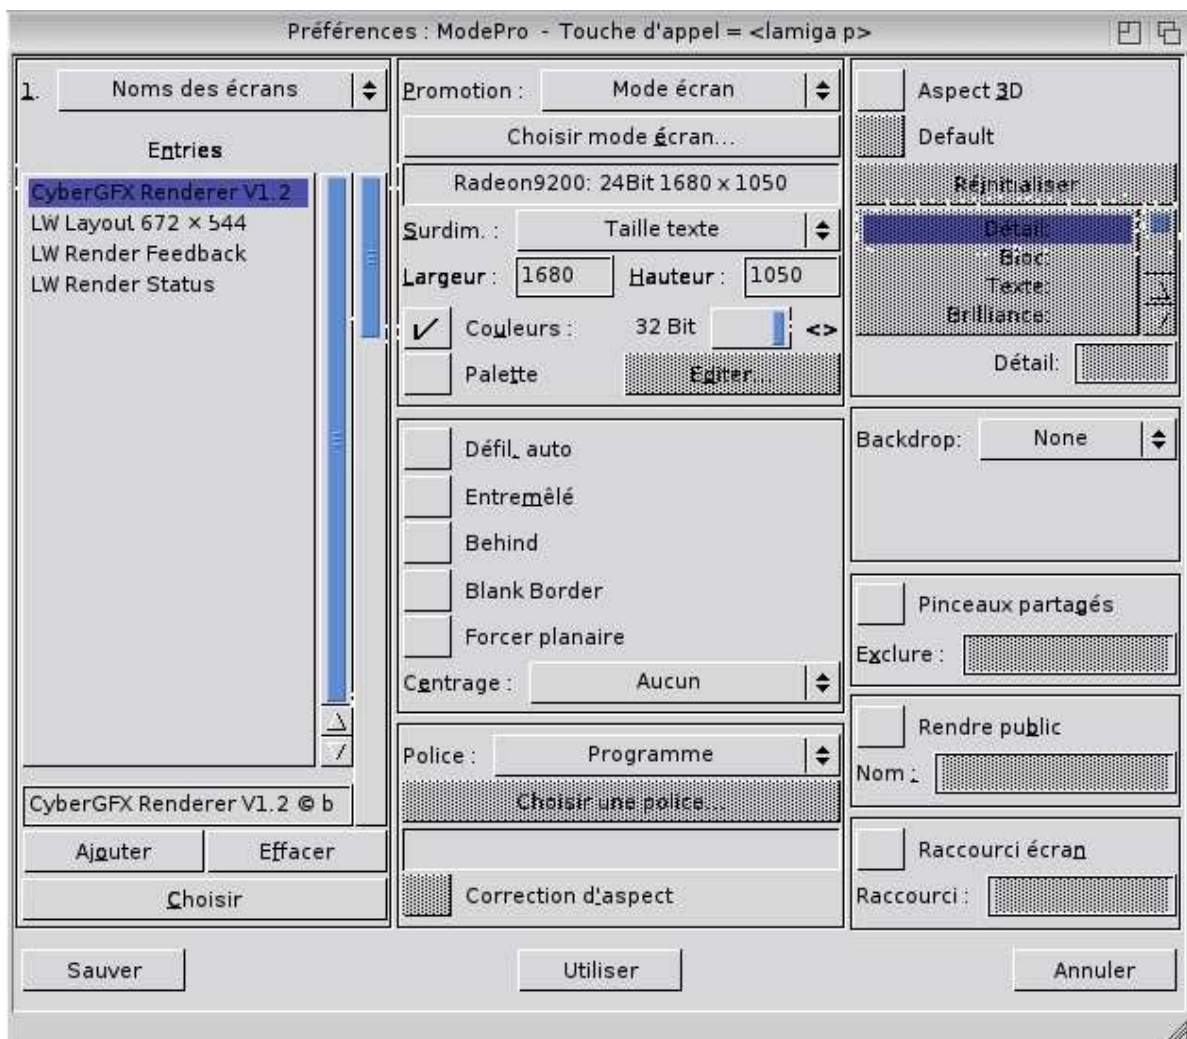 Préférences : ModePro - Touche d'appel = <lamiga p>
1. Noms des écrans
Entries
CyberGFX Renderer V1.2
LW Layout 672 × 544
LW Render Feedback
LW Render Status
CyberGFX Renderer V1.2 © b
Ajouter Effacer
Choisir
Promotion : Mode écran
Choisir mode écran...
Radeon9200: 24Bit 1680 x 1050
Surdim. : Taille texte
Largeur : 1680 Hauteur : 1050
Couleurs : 32 Bit <>
Palette Editer...
Défil. auto
Entremêlé
Behind
Blank Border
Forcer planaire
Centrage : Aucun
Police : Programme
Choisir une police...
Correction d'aspect
Aspect 3D
Default
Réinitialiser
Détail:
Bloc:
Texte:
Brilliance:
Détail:
Backdrop: None
Pinceaux partagés
Exclure :
Rendre public
Nom :
Raccourci écran
Raccourci :
Sauver Utiliser Annuler